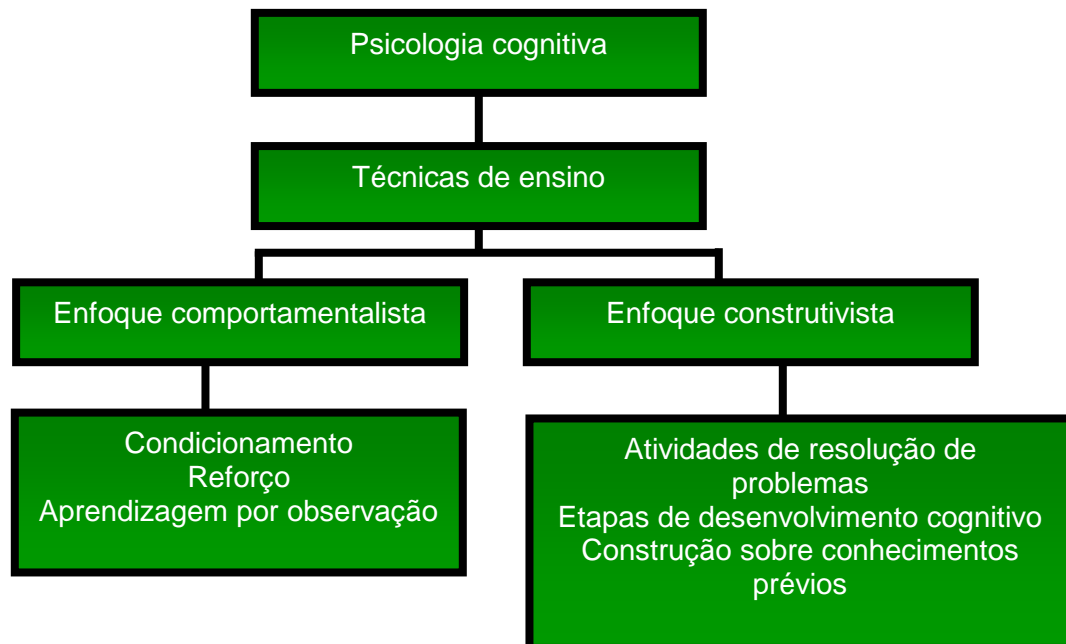 Psicologia cognitiva
Técnicas de ensino
Enfoque comportamentalista
Enfoque construtivista
Condicionamento
Reforço
Aprendizagem por observação
Atividades de resolução de
problemas
Etapas de desenvolvimento cognitivo
Construção sobre conhecimentos
prévios